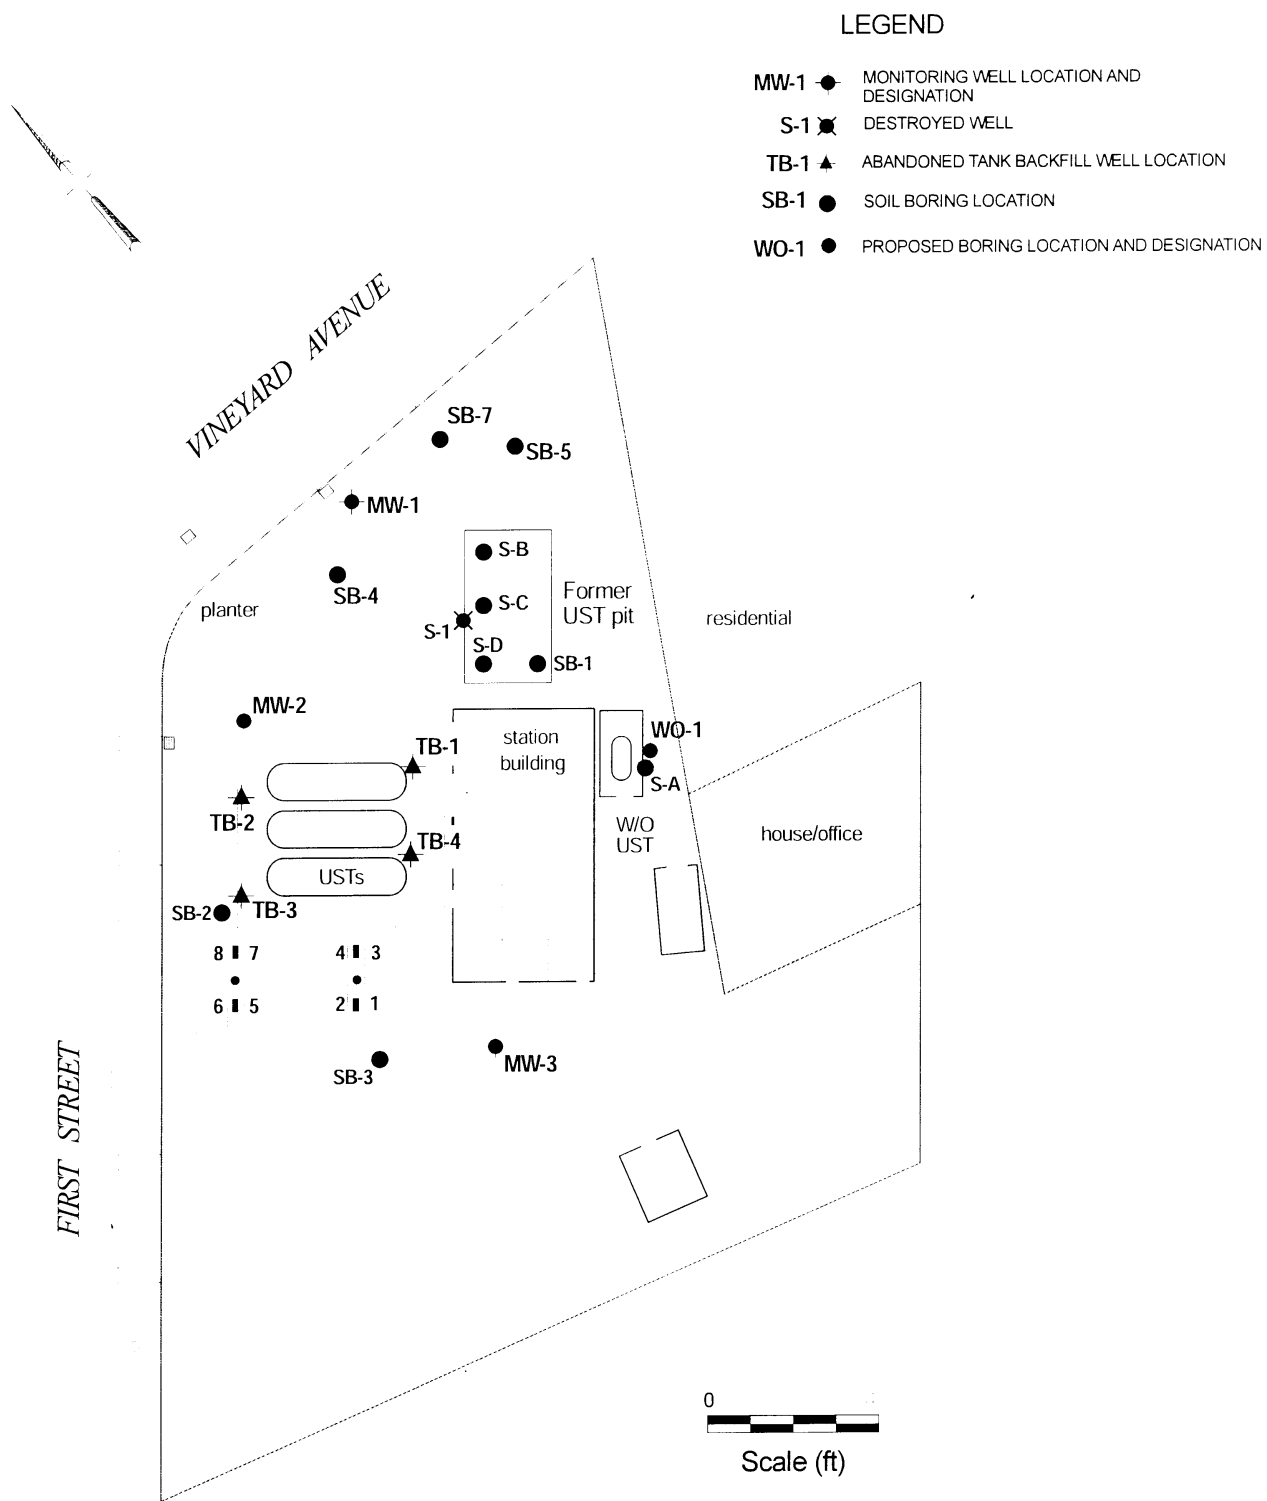 LEGEND
MW-1 MONITORING WELL LOCATION AND
DESIGNATION
S-1 DESTROYED WELL
TB-1 ABANDONED TANK BACKFILL WELL LOCATION
SB-1 SOIL BORING LOCATION
WO-1 PROPOSED BORING LOCATION AND DESIGNATION
VINEYARD AVENUE
SB-7
SB-5
MW-1
S-B
SB-4
Former
UST pit
S-C
planter
residential
S-1
S-D
SB-1
MW-2
WO-1
station
building
TB-1
S-A
TB-2
W/O
UST
house/office
TB-4
USTs
SB-2
TB-3
8 7
4 3
6 5
2 1
MW-3
SB-3
FIRST STREET
0
Scale (ft)